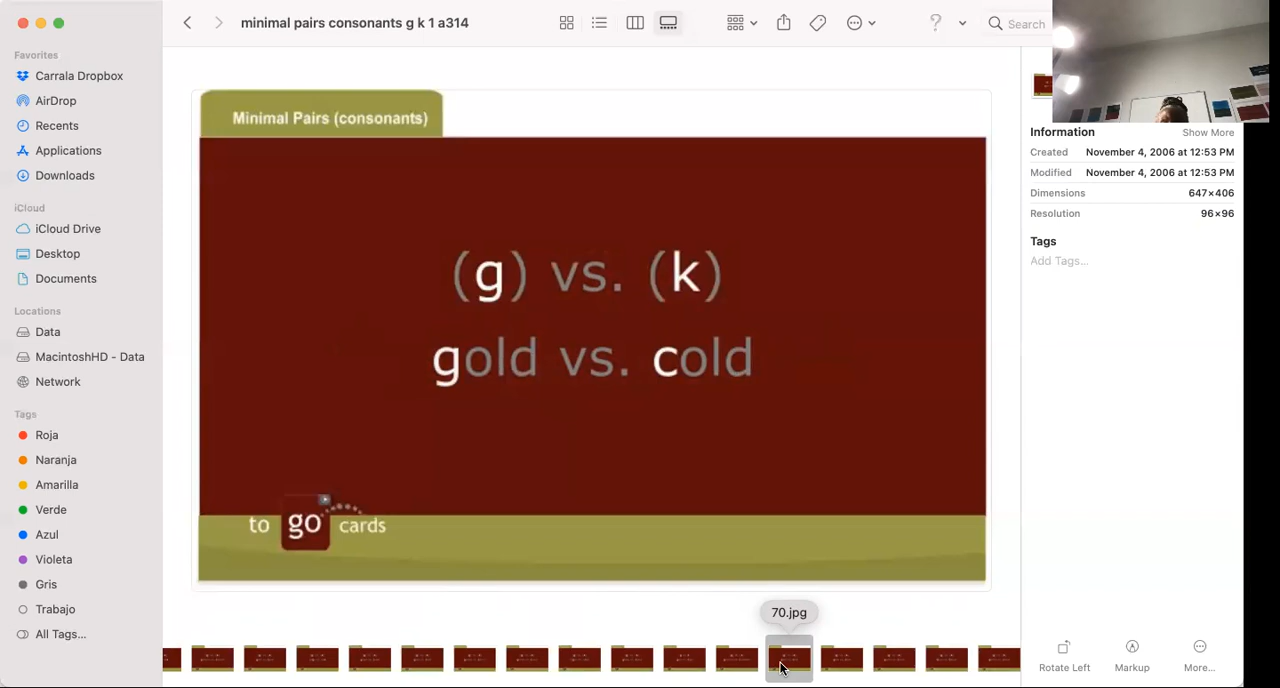 minimal pairs consonants g k 1 a314
Search
Favorites
Carrala Dropbox
AirDrop
Recents
Applications
Downloads
iCloud
iCloud Drive
Desktop
Documents
Locations
Data
MacintoshHD - Data
Network
Tags
Roja
Naranja
Amarilla
Verde
Azul
Violeta
Gris
Trabajo
All Tags...
Minimal Pairs (consonants)
(g) vs. (k)
gold vs. cold
to go cards
70.jpg
Information Show More
Created November 4, 2006 at 12:53 PM
Modified November 4, 2006 at 12:53 PM
Dimensions 647×406
Resolution 96×96
Tags
Add Tags...
Rotate Left Markup More...